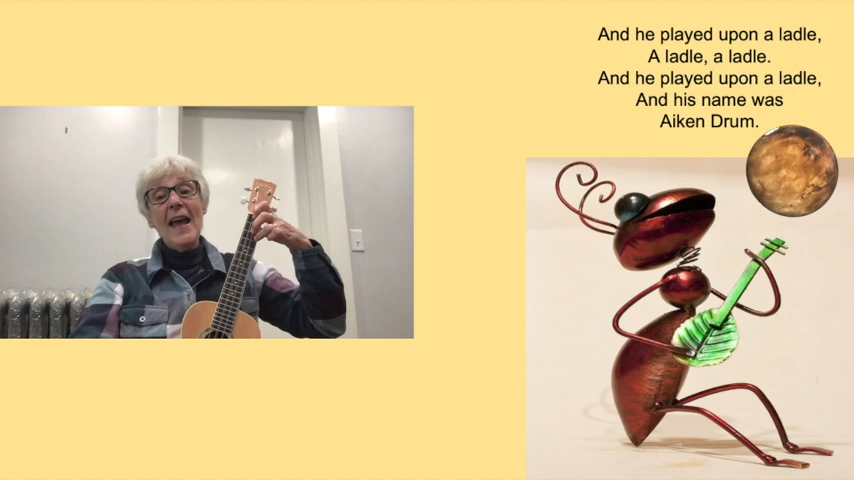 And he played upon a ladle,
A ladle, a ladle.
And he played upon a ladle,
And his name was
Aiken Drum.